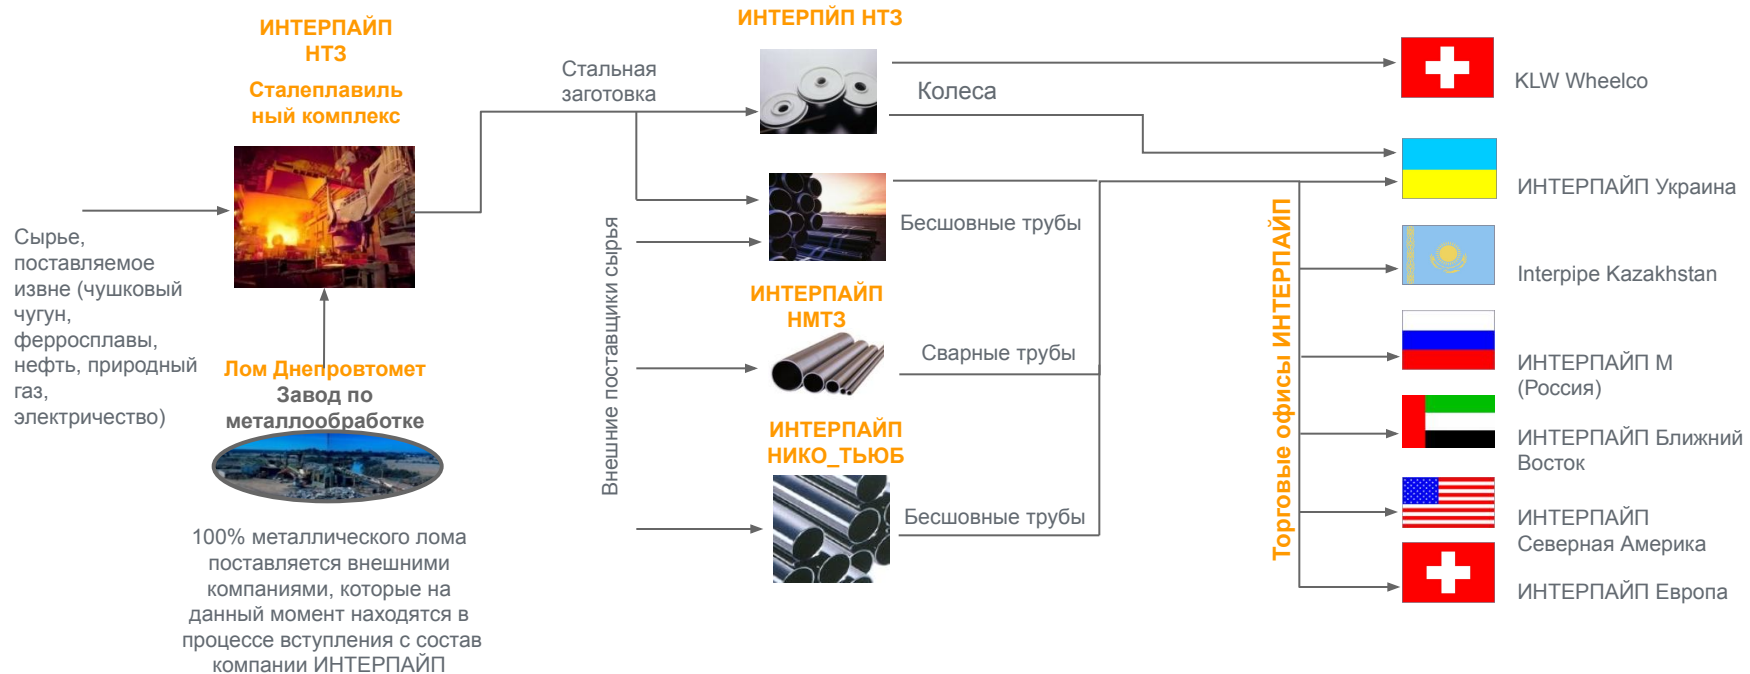 ИНТЕРПАЙП
НТЗ
Сталеплавиль
ный комплекс
Сырье,
поставляемое
извне (чушковый
чугун,
ферросплавы,
нефть, природный
газ,
электричество)
Лом Днепровтомет
Завод по
металлообработке
100% металлического лома
поставляется внешними
компаниями, которые на
данный момент находятся в
процессе вступления с состав
компании ИНТЕРПАЙП
Стальная
заготовка
Внешние поставщики сырья
ИНТЕРПЙП НТЗ
Колеса
Бесшовные трубы
ИНТЕРПАЙП
НМТЗ
Сварные трубы
ИНТЕРПАЙП
НИКО_ТЬЮБ
Бесшовные трубы
Торговые офисы ИНТЕРПАЙП
KLW Wheelco
ИНТЕРПАЙП Украина
Interpipe Kazakhstan
ИНТЕРПАЙП М
(Россия)
ИНТЕРПАЙП Ближний
Восток
ИНТЕРПАЙП
Северная Америка
ИНТЕРПАЙП Европа